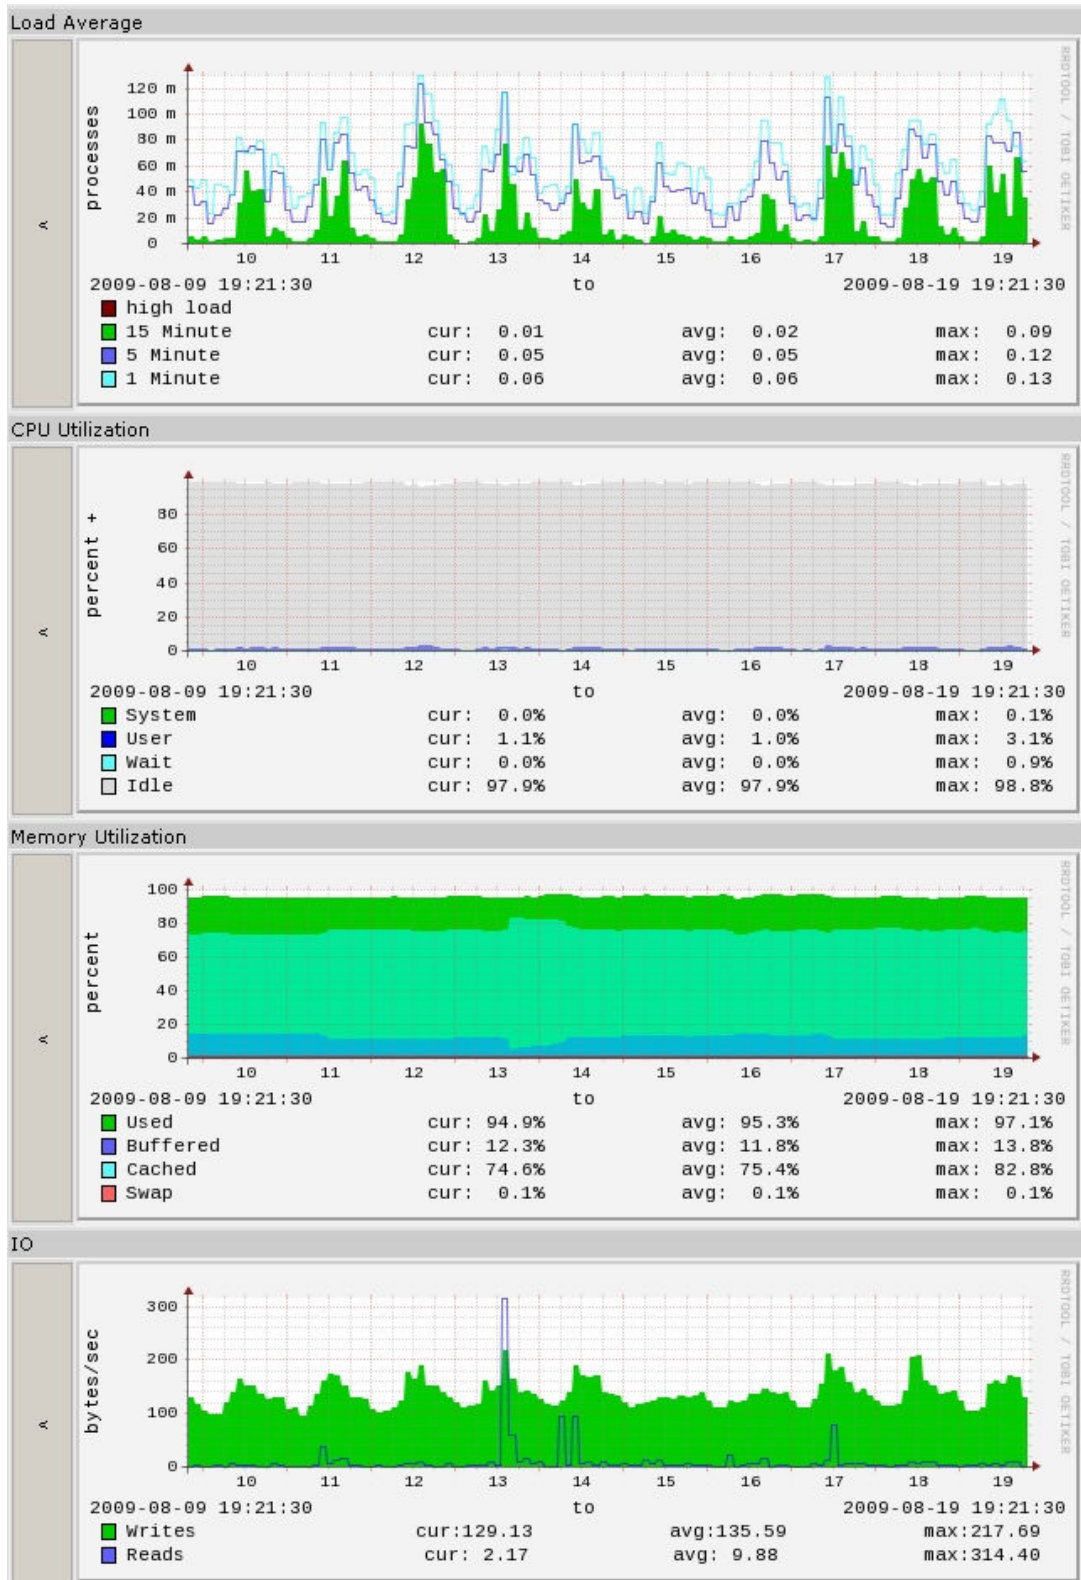 Load Average
RRDTOOL / TOBI OETIKER
processes
120 m
100 m
80 m
60 m
40 m
20 m
0
10 11 12 13 14 15 16 17 18 19
2009-08-09 19:21:30 to 2009-08-19 19:21:30
high load
15 Minute cur: 0.01 avg: 0.02 max: 0.09
5 Minute cur: 0.05 avg: 0.05 max: 0.12
1 Minute cur: 0.06 avg: 0.06 max: 0.13
CPU Utilization
RRDTOOL / TOBI OETIKER
percent +
80
60
40
20
0
10 11 12 13 14 15 16 17 18 19
2009-08-09 19:21:30 to 2009-08-19 19:21:30
System cur: 0.0% avg: 0.0% max: 0.1%
User cur: 1.1% avg: 1.0% max: 3.1%
Wait cur: 0.0% avg: 0.0% max: 0.9%
Idle cur: 97.9% avg: 97.9% max: 98.8%
Memory Utilization
RRDTOOL / TOBI OETIKER
percent
100
80
60
40
20
0
10 11 12 13 14 15 16 17 18 19
2009-08-09 19:21:30 to 2009-08-19 19:21:30
Used cur: 94.9% avg: 95.3% max: 97.1%
Buffered cur: 12.3% avg: 11.8% max: 13.8%
Cached cur: 74.6% avg: 75.4% max: 82.8%
Swap cur: 0.1% avg: 0.1% max: 0.1%
IO
RRDTOOL / TOBI OETIKER
bytes/sec
300
200
100
0
10 11 12 13 14 15 16 17 18 19
2009-08-09 19:21:30 to 2009-08-19 19:21:30
Writes cur:129.13 avg:135.59 max:217.69
Reads cur: 2.17 avg: 9.88 max:314.40